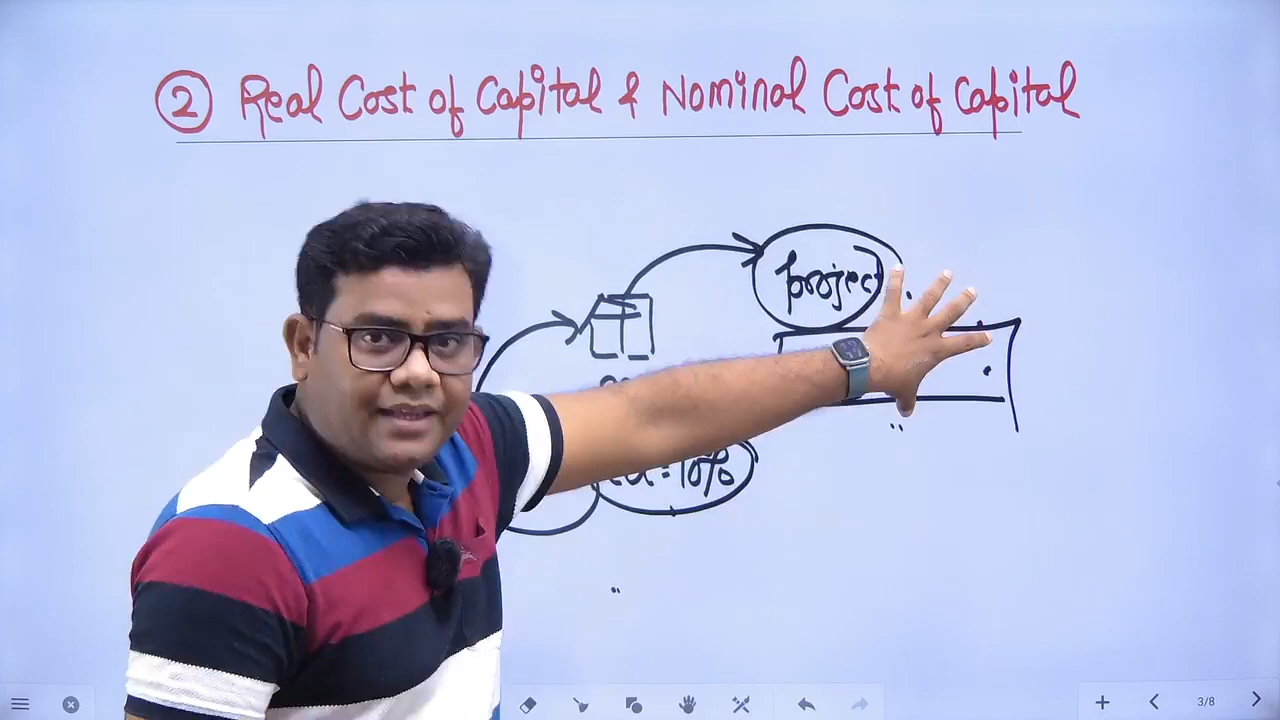 ② Real Cost of Capital & Nominal Cost of Capital
project
= 10%
3/8